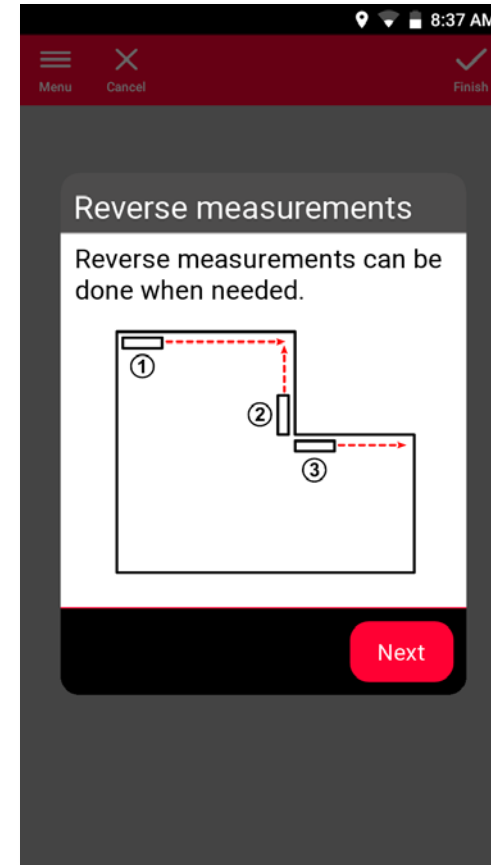 8:37 AM
Menu
Cancel
Finish
Reverse measurements
Reverse measurements can be
done when needed.
1
2
3
Next